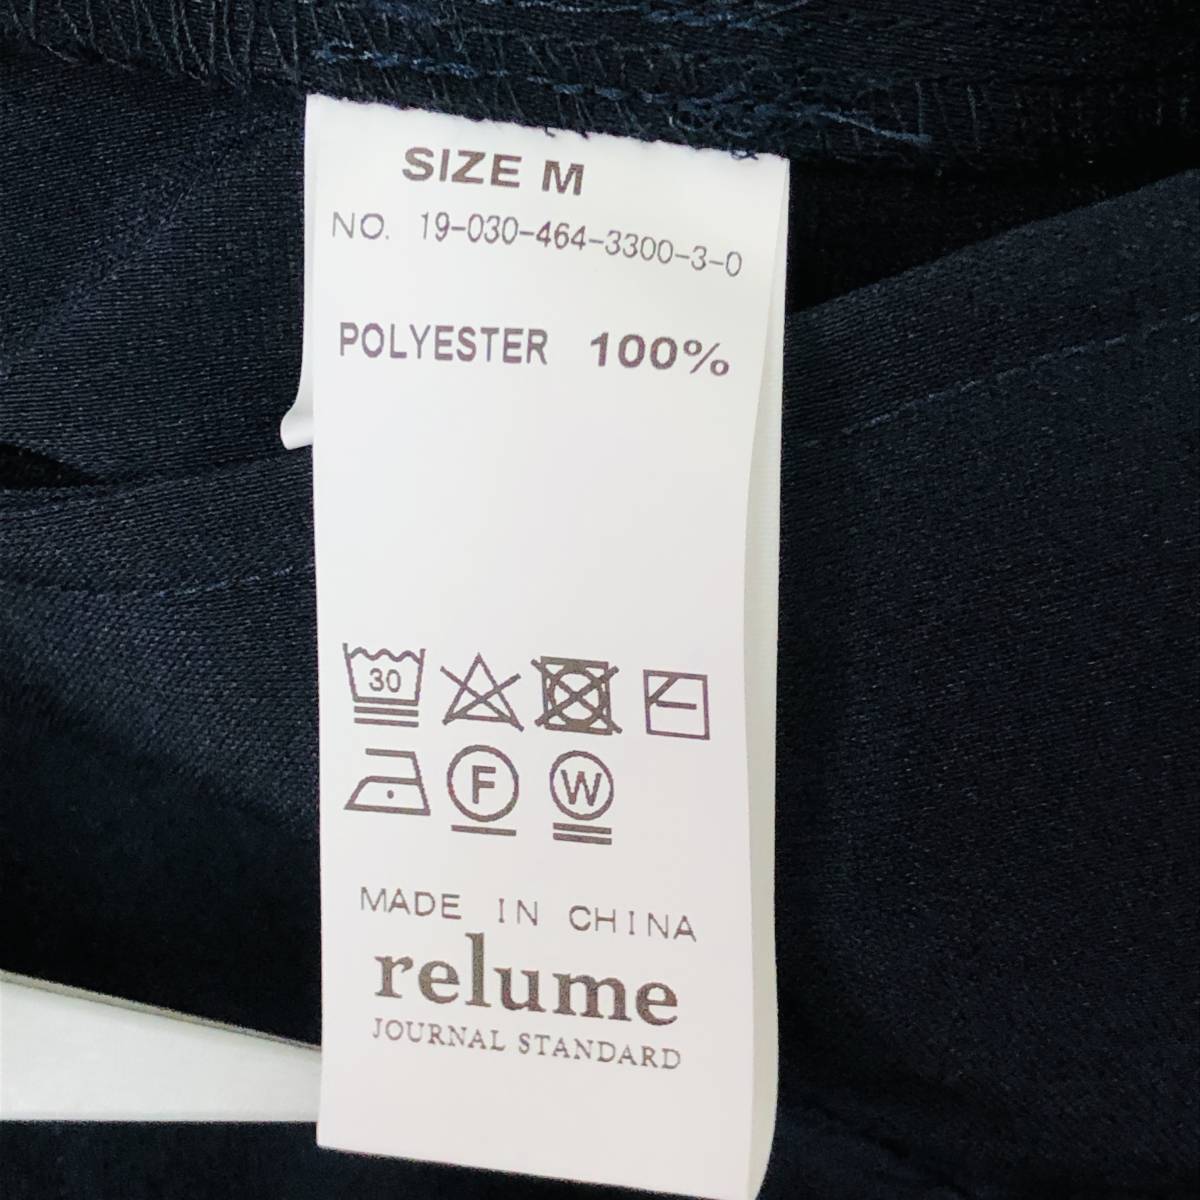 SIZE M
NO. 19-030-464-3300-3-0
POLYESTER 100%
30
F W
MADE IN CHINA
relume
JOURNAL STANDARD